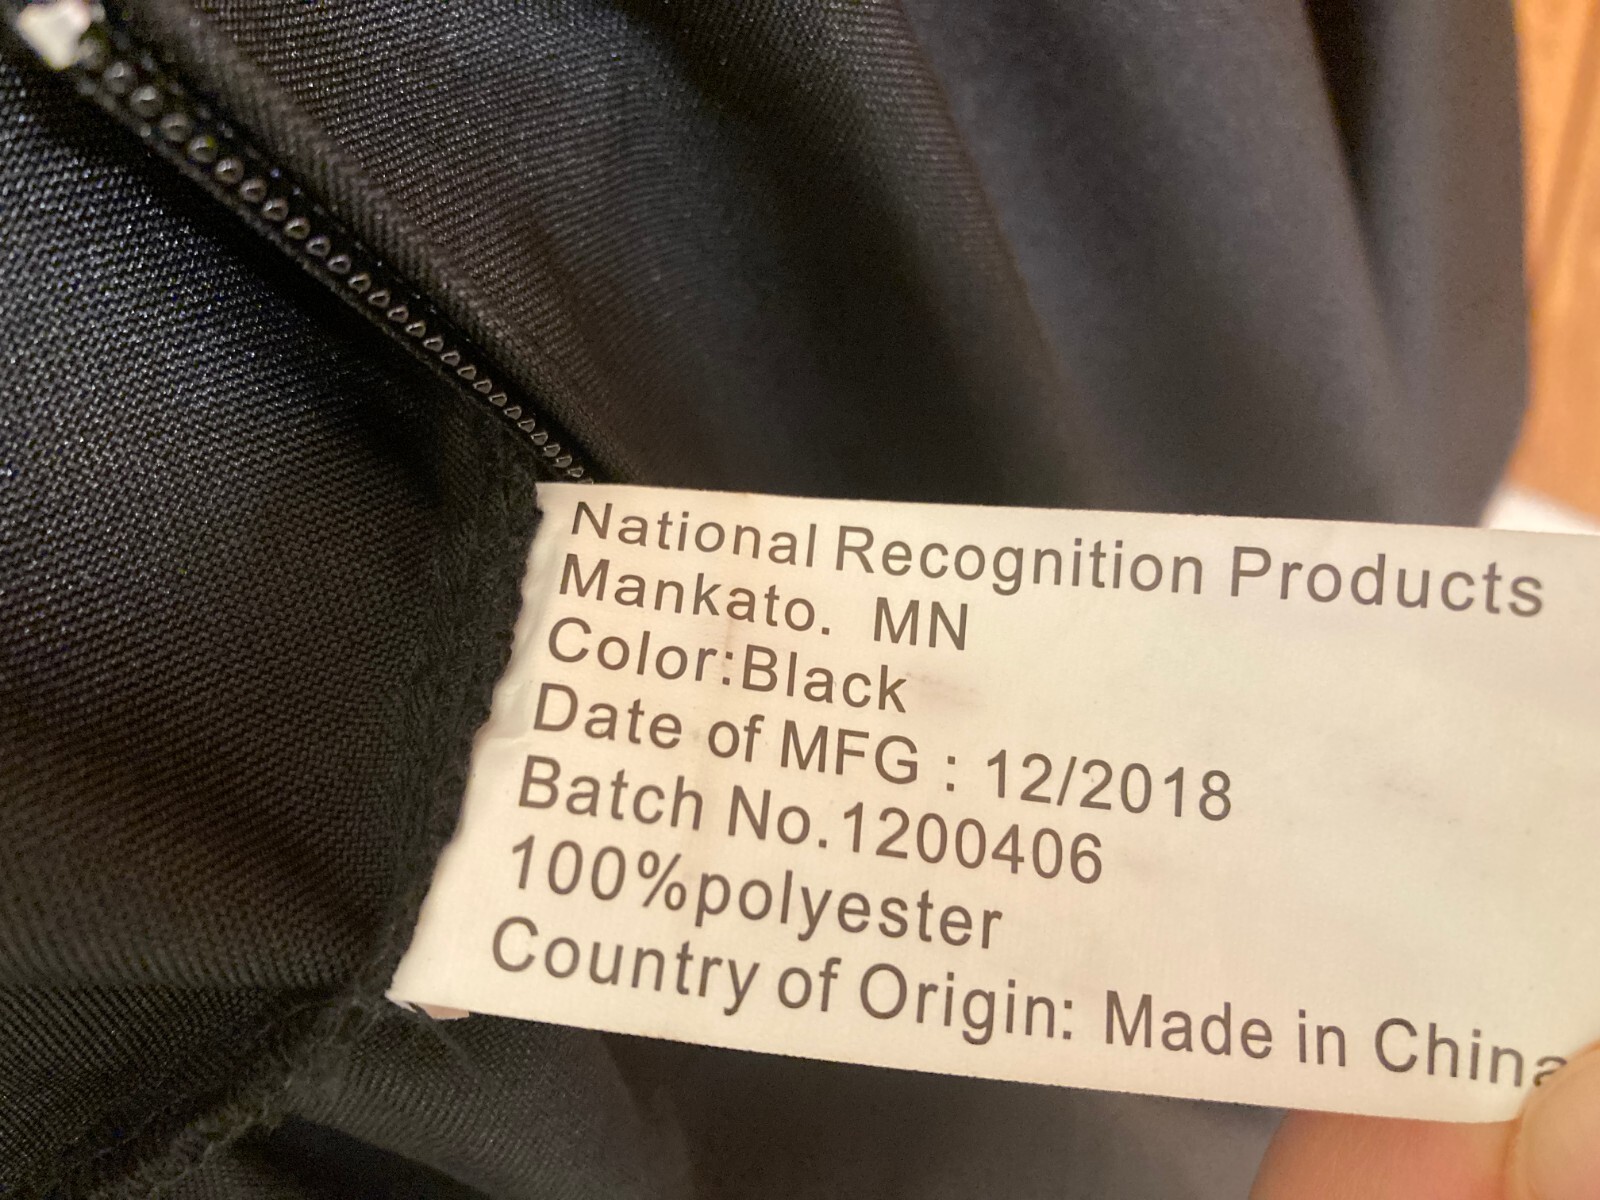 National Recognition Products
Mankato. MN
Color:Black
Date of MFG : 12/2018
Batch No.1200406
100%polyester
Country of Origin: Made in China